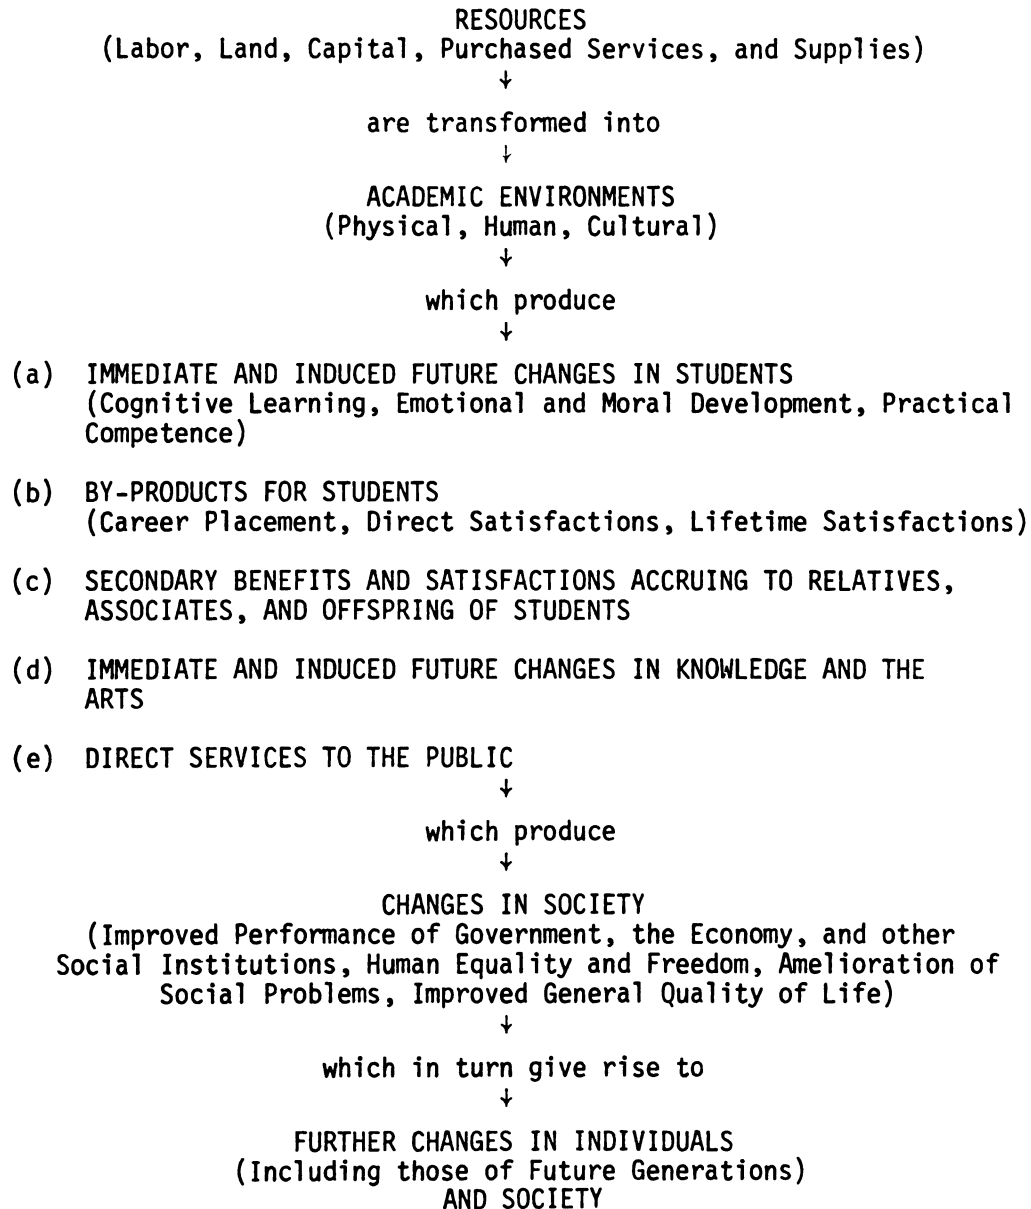 RESOURCES
(Labor, Land, Capital, Purchased Services, and Supplies)
↓
are transformed into
↓
ACADEMIC ENVIRONMENTS
(Physical, Human, Cultural)
↓
which produce
↓
(a) IMMEDIATE AND INDUCED FUTURE CHANGES IN STUDENTS
(Cognitive Learning, Emotional and Moral Development, Practical
Competence)
(b) BY-PRODUCTS FOR STUDENTS
(Career Placement, Direct Satisfactions, Lifetime Satisfactions)
(c) SECONDARY BENEFITS AND SATISFACTIONS ACCRUING TO RELATIVES,
ASSOCIATES, AND OFFSPRING OF STUDENTS
(d) IMMEDIATE AND INDUCED FUTURE CHANGES IN KNOWLEDGE AND THE
ARTS
(e) DIRECT SERVICES TO THE PUBLIC
↓
which produce
↓
CHANGES IN SOCIETY
(Improved Performance of Government, the Economy, and other
Social Institutions, Human Equality and Freedom, Amelioration of
Social Problems, Improved General Quality of Life)
↓
which in turn give rise to
↓
FURTHER CHANGES IN INDIVIDUALS
(Including those of Future Generations)
AND SOCIETY